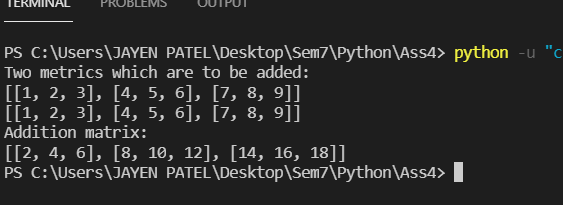 TERMINAL PROBLEMS OUTPUT
PS C:\Users\JAYEN PATEL\Desktop\Sem7\Python\Ass4> python -u "c
Two metrics which are to be added:
[[1, 2, 3], [4, 5, 6], [7, 8, 9]]
[[1, 2, 3], [4, 5, 6], [7, 8, 9]]
Addition matrix:
[[2, 4, 6], [8, 10, 12], [14, 16, 18]]
PS C:\Users\JAYEN PATEL\Desktop\Sem7\Python\Ass4>